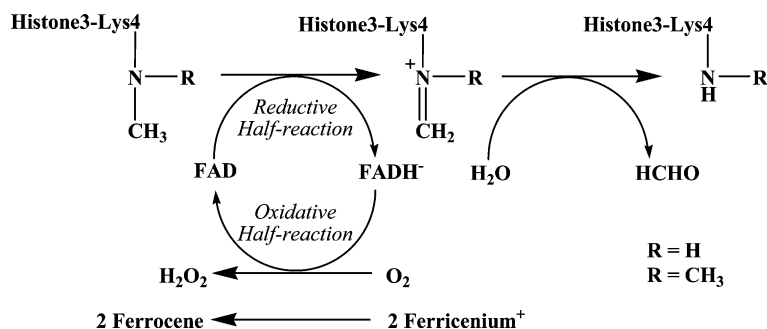 Histone3-Lys4
Histone3-Lys4
Histone3-Lys4
N R
+
N R
N R
H
CH₃
Reductive
Half-reaction
CH₂
FAD
FADH⁻
H₂O
HCHO
Oxidative
Half-reaction
H₂O₂
O₂
R = H
R = CH₃
2 Ferrocene
2 Ferricenium⁺